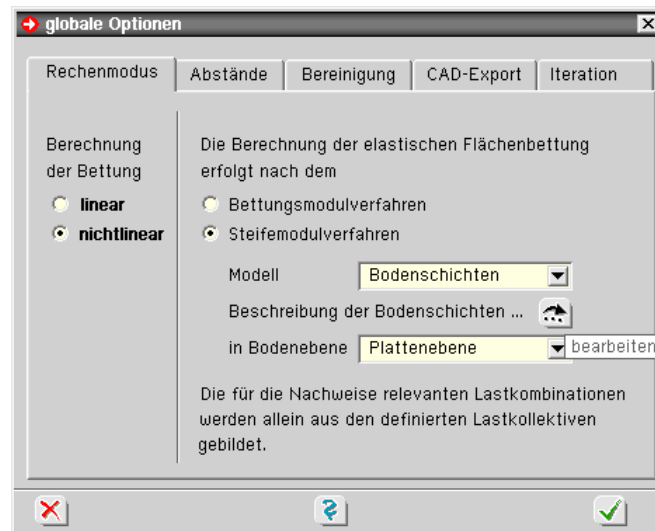 globale Optionen
Rechenmodus
Abstände
Bereinigung
CAD-Export
Iteration
Berechnung
der Bettung
linear
nichtlinear
Die Berechnung der elastischen Flächenbettung
erfolgt nach dem
Bettungsmodulverfahren
Steifemodulverfahren
Modell Bodenschichten
Beschreibung der Bodenschichten ...
in Bodenebene Plattenebene
bearbeiten
Die für die Nachweise relevanten Lastkombinationen
werden allein aus den definierten Lastkollektiven
gebildet.